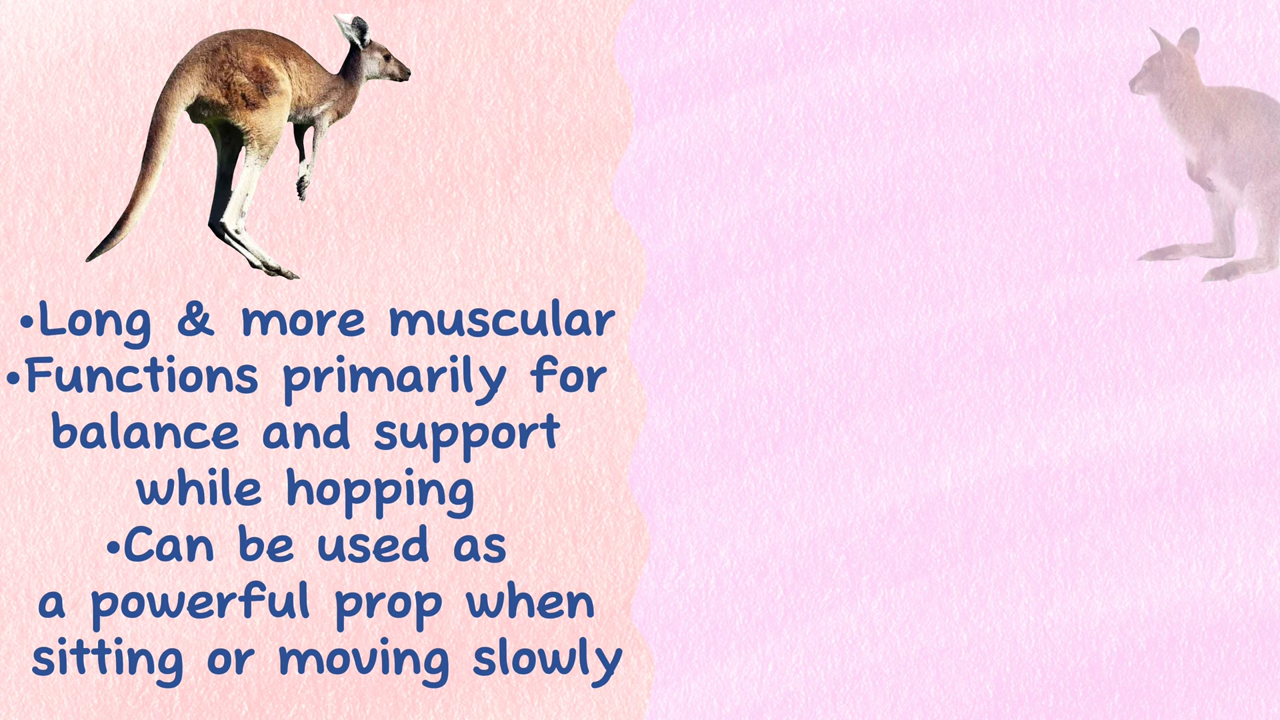 •Long & more muscular
•Functions primarily for
balance and support
while hopping
•Can be used as
a powerful prop when
sitting or moving slowly